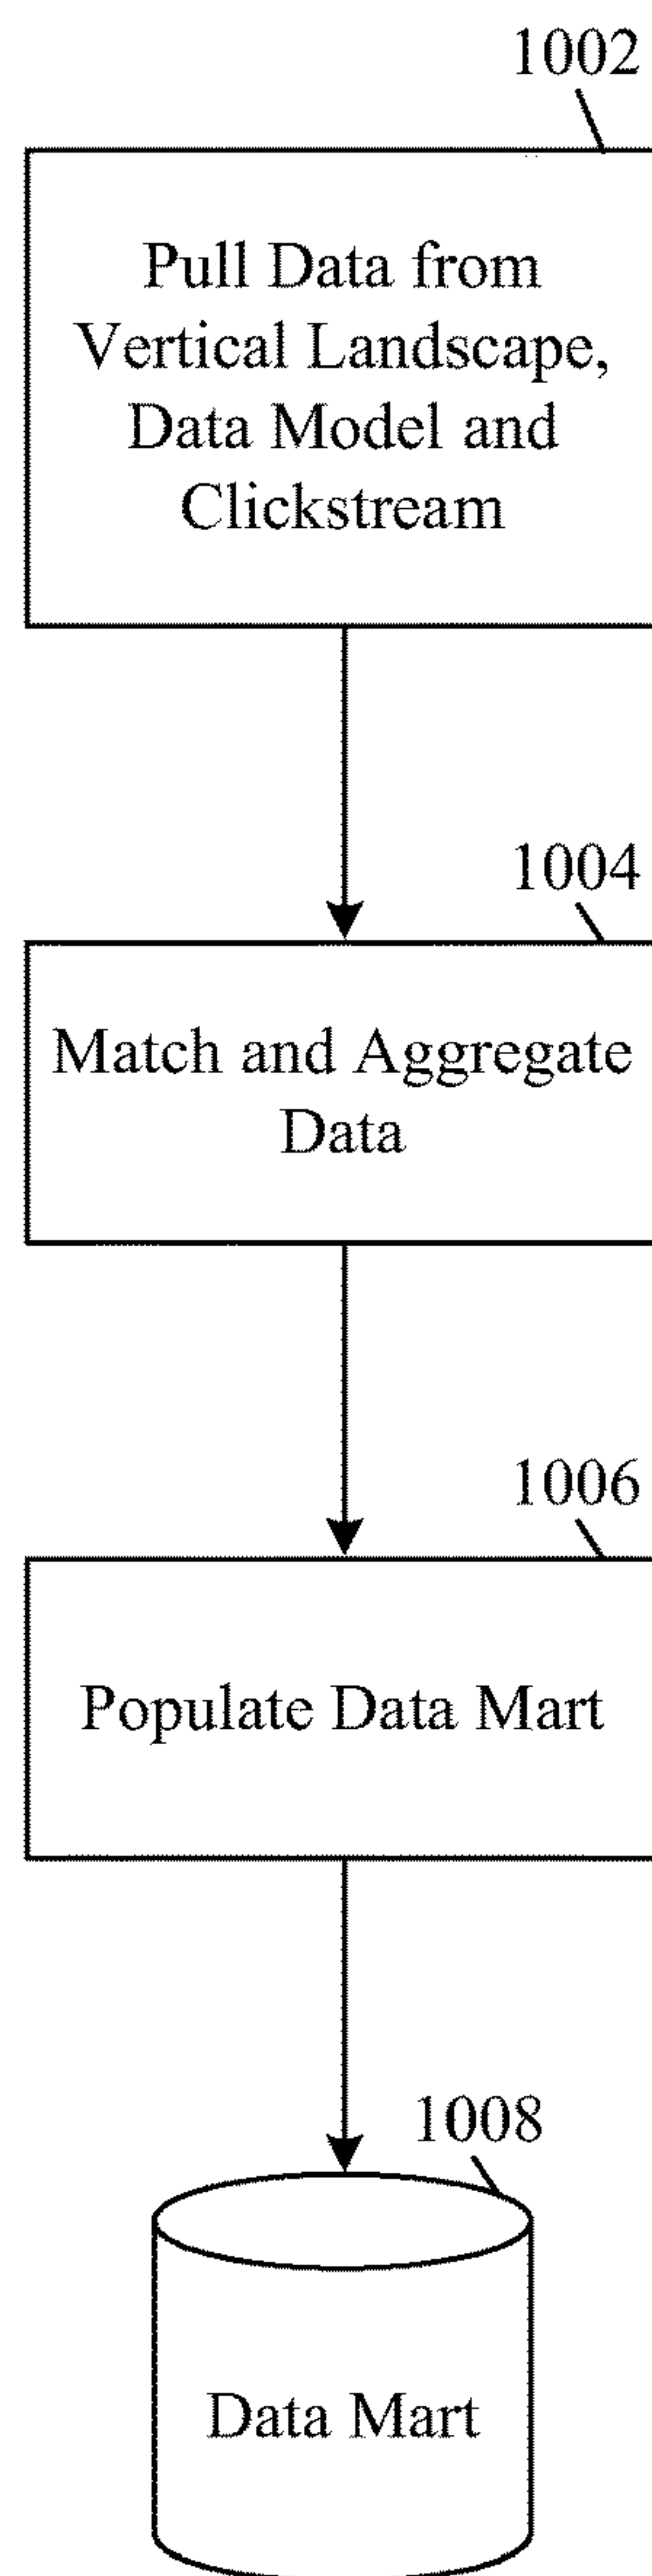 1002
Pull Data from
Vertical Landscape,
Data Model and
Clickstream
1004
Match and Aggregate
Data
1006
Populate Data Mart
1008
Data Mart